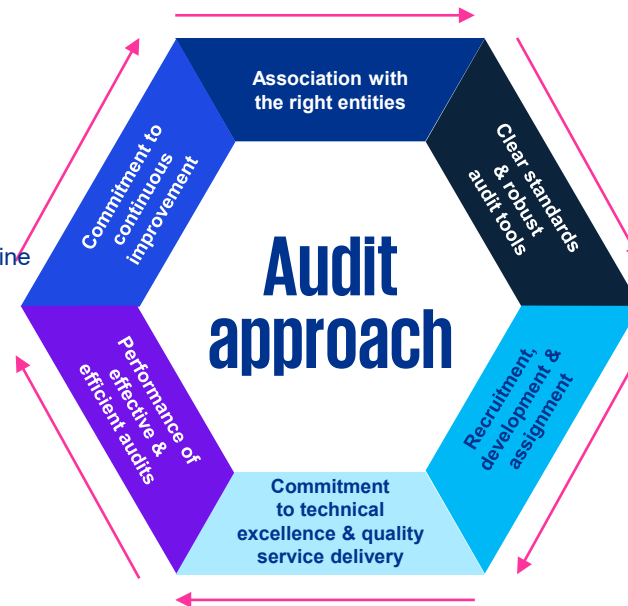 Association with
the right entities
Clear standards
& robust
audit tools
Recruitment,
development &
assignment
Commitment
to technical
excellence & quality
service delivery
Performance of
effective &
efficient audits
Commitment to
continuous
improvement
Audit
approach